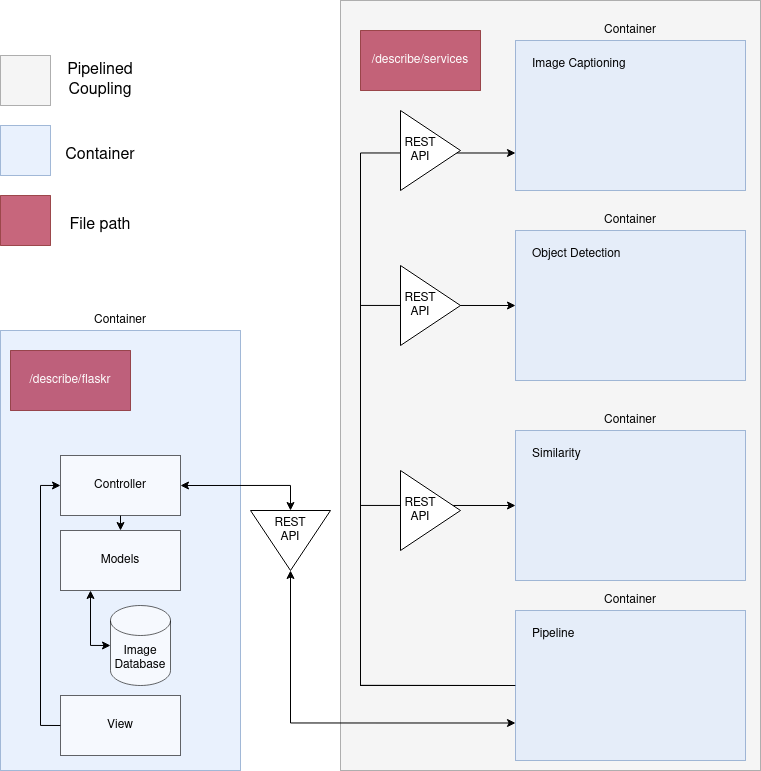 Pipelined
Coupling
Container
File path
/describe/services
Container
Image Captioning
REST
API
Container
Object Detection
REST
API
Container
Similarity
REST
API
Container
Pipeline
Container
/describe/flaskr
Controller
Models
Image
Database
View
REST
API